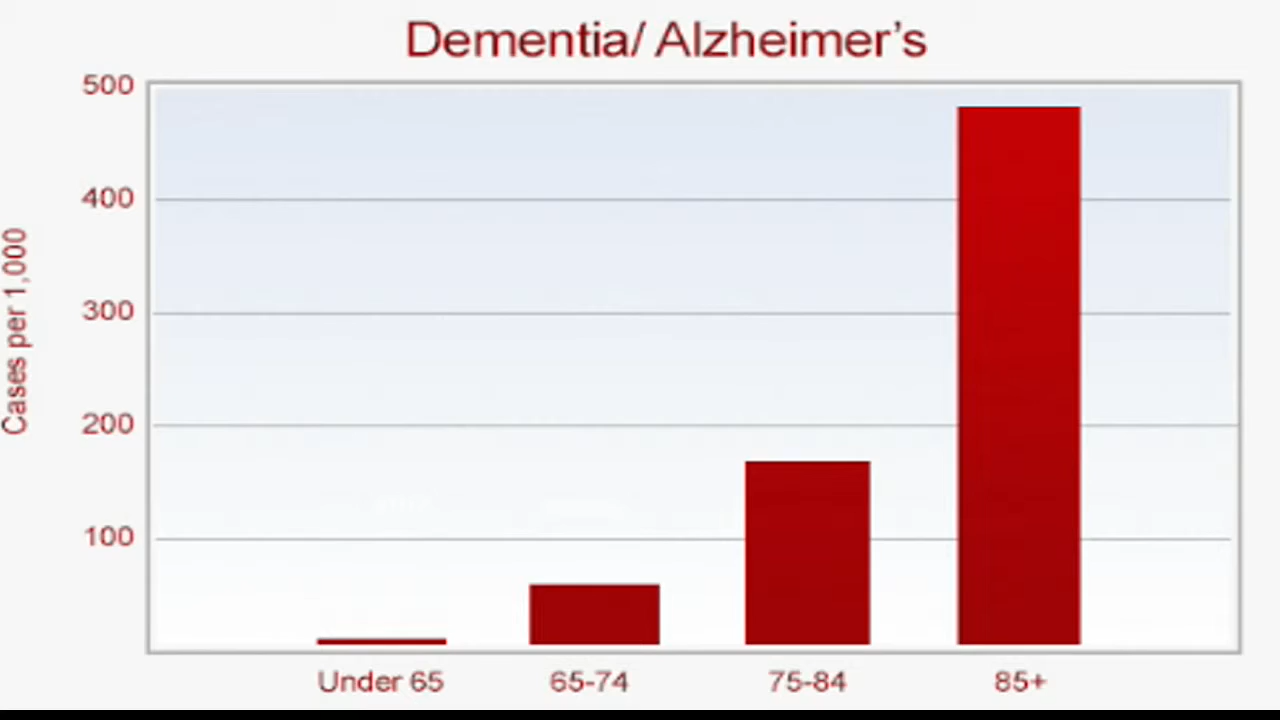 Dementia/ Alzheimer's
500
400
300
200
100
Cases per 1,000
Under 65
65-74
75-84
85+